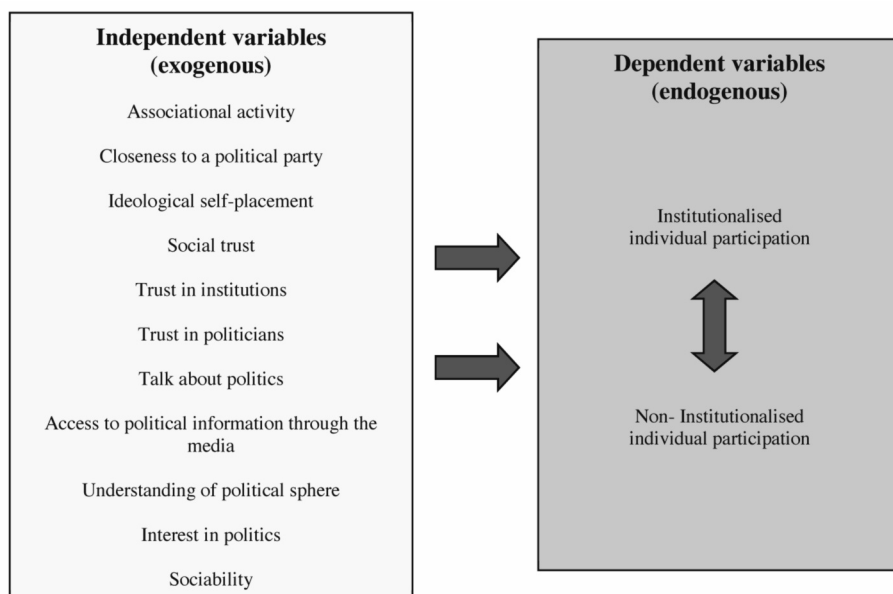 Independent variables
(exogenous)
Associational activity
Closeness to a political party
Ideological self-placement
Social trust
Trust in institutions
Trust in politicians
Talk about politics
Access to political information through the
media
Understanding of political sphere
Interest in politics
Sociability
Dependent variables
(endogenous)
Institutionalised
individual participation
Non- Institutionalised
individual participation